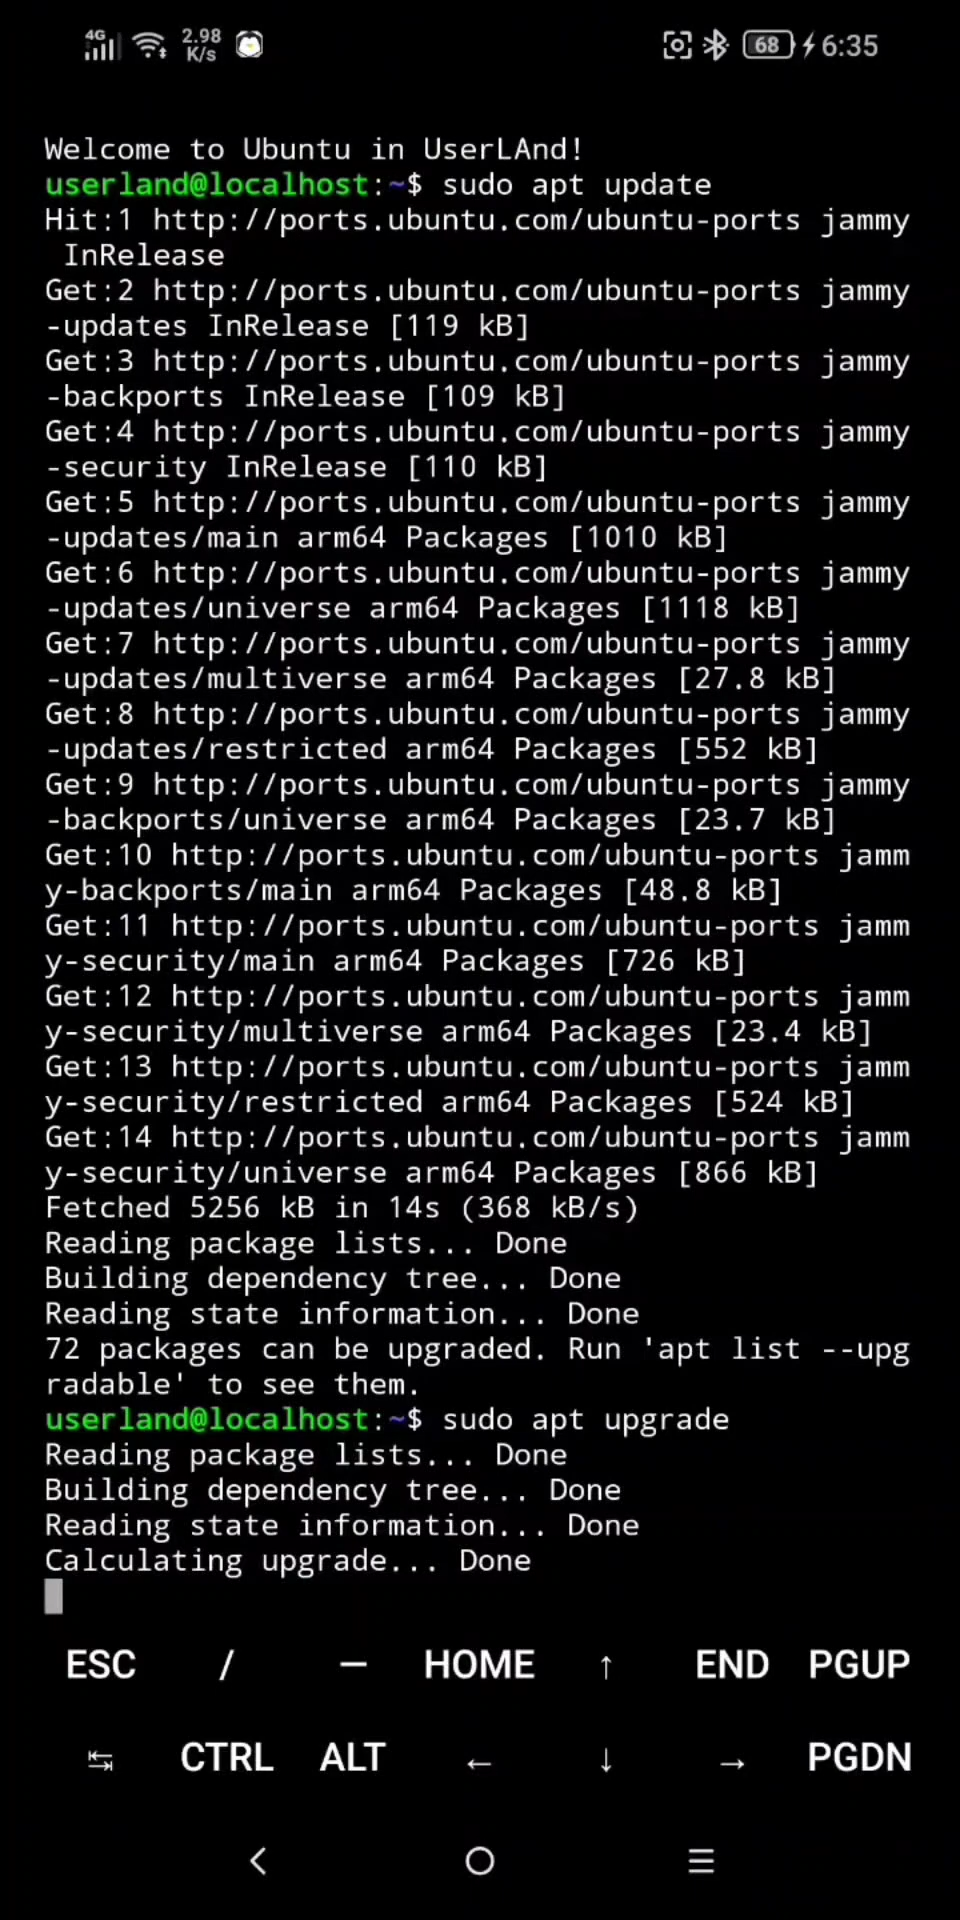 4G 2.98 K/s 68 6:35
Welcome to Ubuntu in UserLAnd!
userland@localhost:~$ sudo apt update
Hit:1 http://ports.ubuntu.com/ubuntu-ports jammy
 InRelease
Get:2 http://ports.ubuntu.com/ubuntu-ports jammy
-updates InRelease [119 kB]
Get:3 http://ports.ubuntu.com/ubuntu-ports jammy
-backports InRelease [109 kB]
Get:4 http://ports.ubuntu.com/ubuntu-ports jammy
-security InRelease [110 kB]
Get:5 http://ports.ubuntu.com/ubuntu-ports jammy
-updates/main arm64 Packages [1010 kB]
Get:6 http://ports.ubuntu.com/ubuntu-ports jammy
-updates/universe arm64 Packages [1118 kB]
Get:7 http://ports.ubuntu.com/ubuntu-ports jammy
-updates/multiverse arm64 Packages [27.8 kB]
Get:8 http://ports.ubuntu.com/ubuntu-ports jammy
-updates/restricted arm64 Packages [552 kB]
Get:9 http://ports.ubuntu.com/ubuntu-ports jammy
-backports/universe arm64 Packages [23.7 kB]
Get:10 http://ports.ubuntu.com/ubuntu-ports jamm
y-backports/main arm64 Packages [48.8 kB]
Get:11 http://ports.ubuntu.com/ubuntu-ports jamm
y-security/main arm64 Packages [726 kB]
Get:12 http://ports.ubuntu.com/ubuntu-ports jamm
y-security/multiverse arm64 Packages [23.4 kB]
Get:13 http://ports.ubuntu.com/ubuntu-ports jamm
y-security/restricted arm64 Packages [524 kB]
Get:14 http://ports.ubuntu.com/ubuntu-ports jamm
y-security/universe arm64 Packages [866 kB]
Fetched 5256 kB in 14s (368 kB/s)
Reading package lists... Done
Building dependency tree... Done
Reading state information... Done
72 packages can be upgraded. Run 'apt list --upg
radable' to see them.
userland@localhost:~$ sudo apt upgrade
Reading package lists... Done
Building dependency tree... Done
Reading state information... Done
Calculating upgrade... Done
ESC / — HOME ↑ END PGUP
↹ CTRL ALT ← ↓ → PGDN